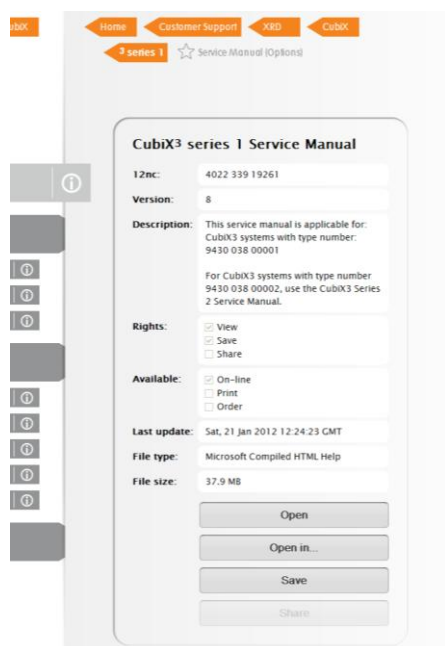 ubiX
Home Customer Support XRD CubiX
³ series 1 Service Manual (Options)
CubiX³ series 1 Service Manual
12nc: 4022 339 19261
Version: 8
Description: This service manual is applicable for:
CubiX3 systems with type number:
9430 038 00001
For CubiX3 systems with type number
9430 038 00002, use the CubiX3 Series
2 Service Manual.
Rights: View
Save
Share
Available: On-line
Print
Order
Last update: Sat, 21 Jan 2012 12:24:23 GMT
File type: Microsoft Compiled HTML Help
File size: 37.9 MB
Open
Open in...
Save
Share